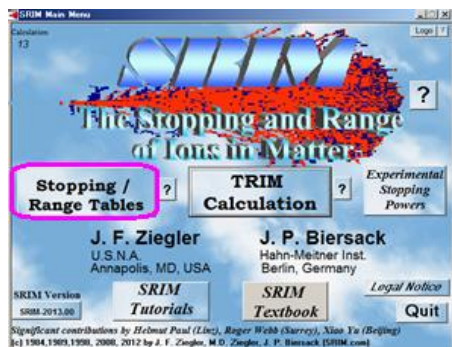 SRIM Main Menu
Calculation
13
Logo ?
SRIM
?
The Stopping and Range
of Ions in Matter
Stopping /
Range Tables
?
TRIM
Calculation
?
Experimental
Stopping
Powers
J. F. Ziegler
U.S.N.A.
Annapolis, MD, USA
J. P. Biersack
Hahn-Meitner Inst.
Berlin, Germany
SRIM Version
SRIM-2013.00
SRIM
Tutorials
SRIM
Textbook
Legal Notice
Quit
Significant contributions by Helmut Paul (Linz), Roger Webb (Surrey), Xiao Yu (Beijing)
(c) 1984,1989,1998, 2008, 2012 by J. F. Ziegler, M.D. Ziegler, J. P. Biersack (SRIM.com)